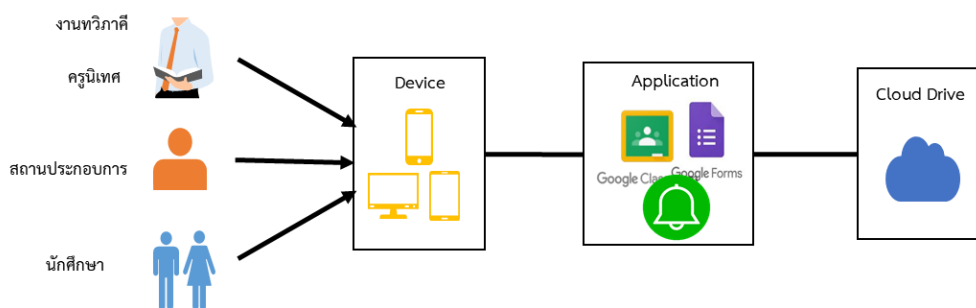 งานทวิภาคี
ครูนิเทศ
สถานประกอบการ
นักศึกษา
Device
Application
Google Forms
Google Cla
Cloud Drive